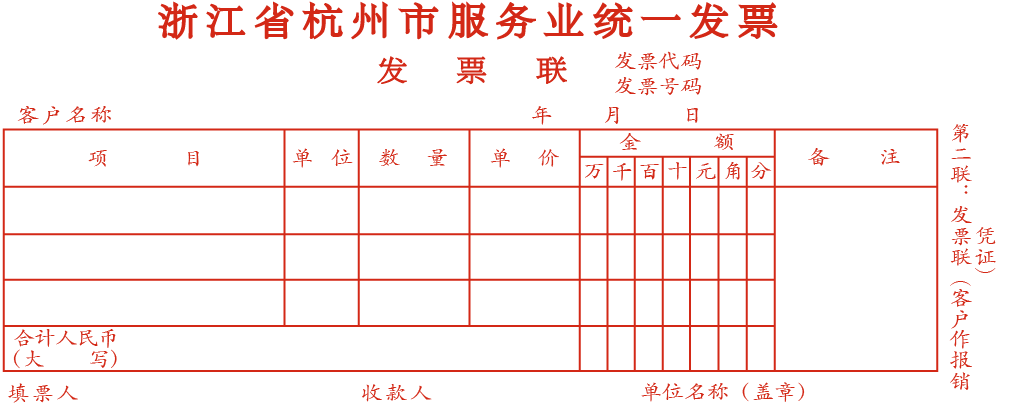 浙江省杭州市服务业统一发票
发 票 联
发票代码
发票号码
客户名称 年 月 日
项 目 单 位 数 量 单 价 金 额 备 注
万 千 百 十 元 角 分
合计人民币
(大 写)
填票人 收款人 单位名称(盖章)
第二联:发票联(客户作报销
凭证)